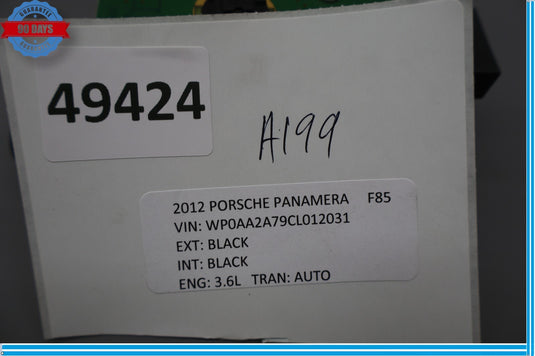 GUARANTEE
90 DAYS
49424
A199
2012 PORSCHE PANAMERA F85
VIN: WP0AA2A79CL012031
EXT: BLACK
INT: BLACK
ENG: 3.6L TRAN: AUTO